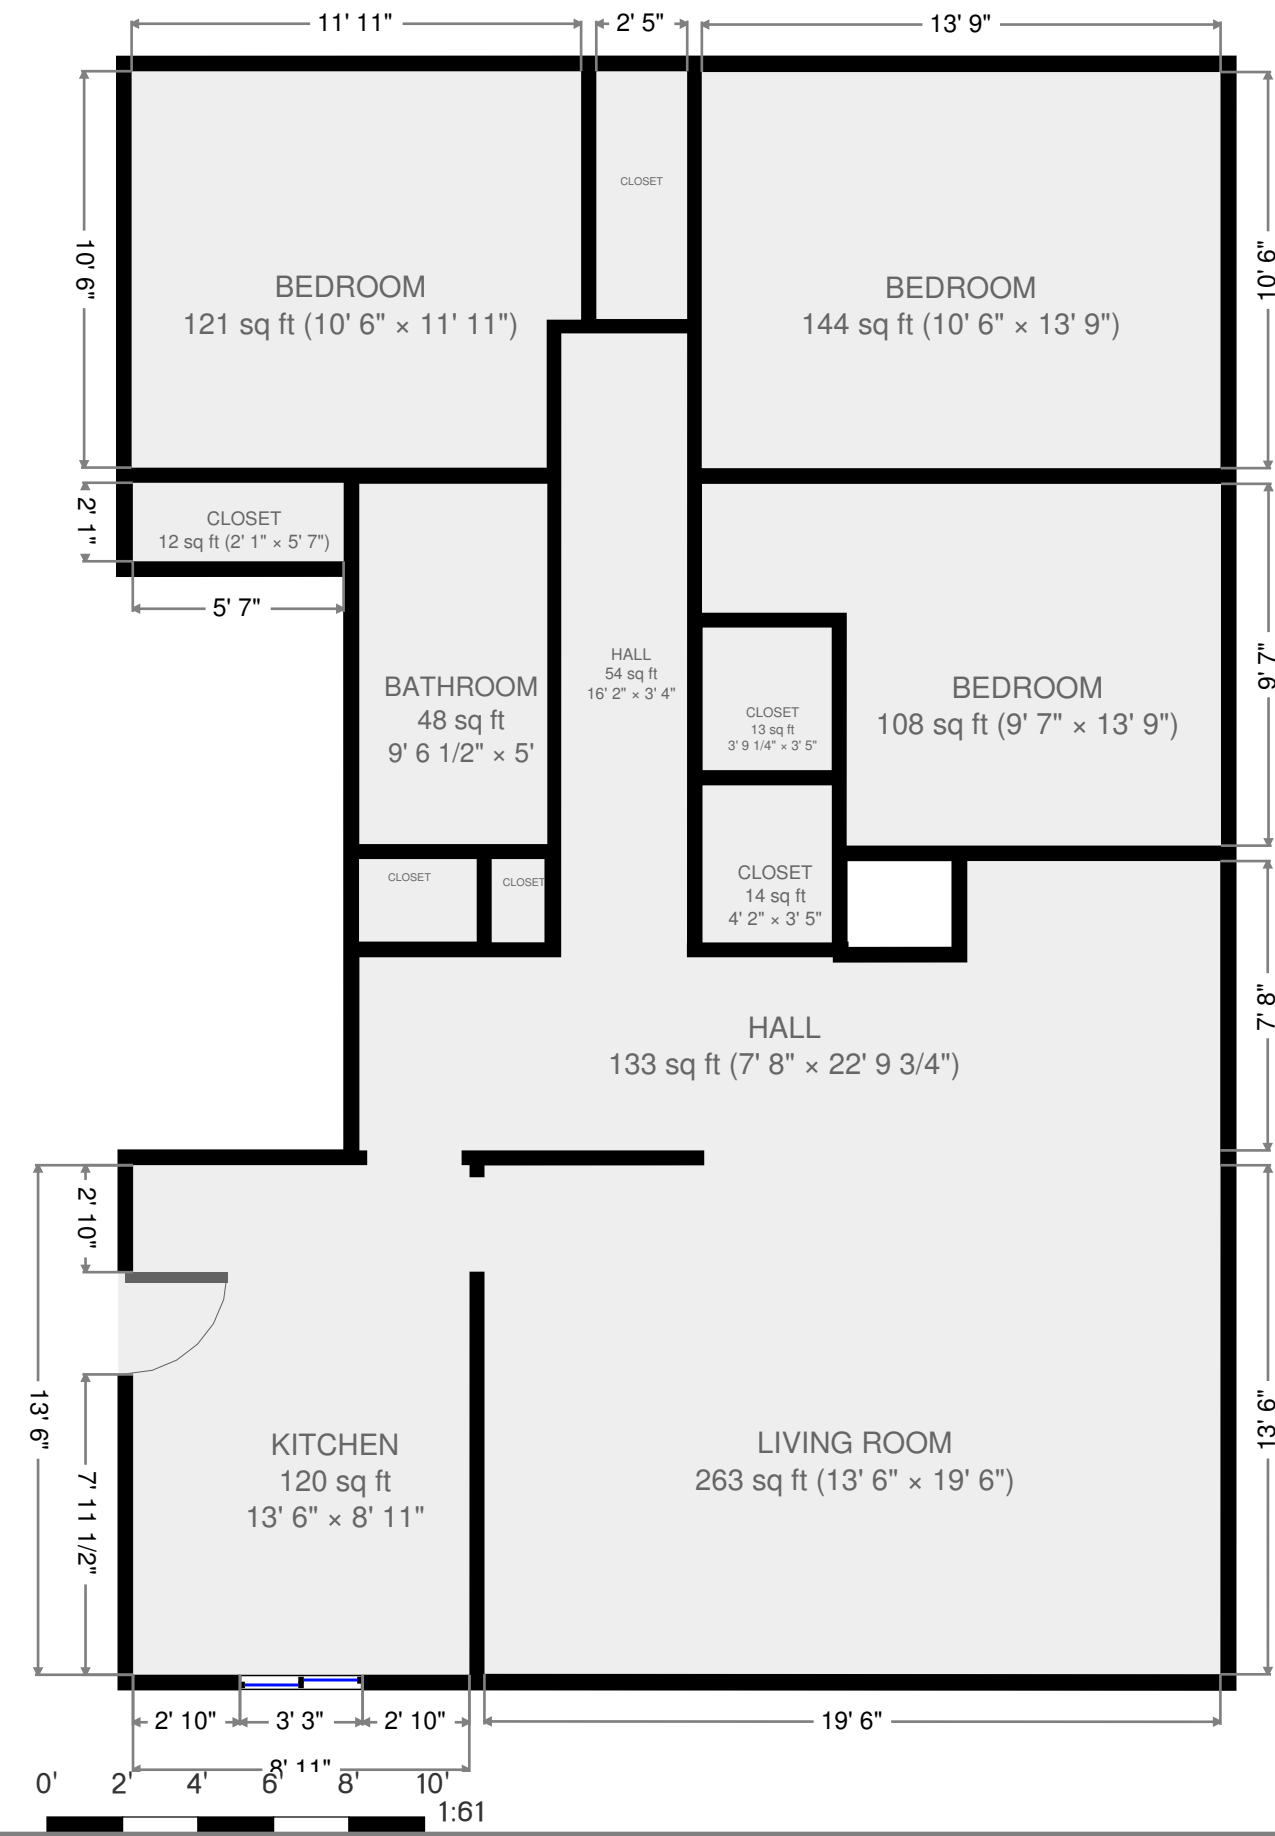 11' 11"
2' 5"
13' 9"
10' 6"
10' 6"
CLOSET
BEDROOM
121 sq ft (10' 6" × 11' 11")
BEDROOM
144 sq ft (10' 6" × 13' 9")
2' 1"
CLOSET
12 sq ft (2' 1" × 5' 7")
5' 7"
BATHROOM
48 sq ft
9' 6 1/2" × 5'
HALL
54 sq ft
16' 2" × 3' 4"
CLOSET
13 sq ft
3' 9 1/4" × 3' 5"
BEDROOM
108 sq ft (9' 7" × 13' 9")
9' 7"
CLOSET
CLOSET
CLOSET
14 sq ft
4' 2" × 3' 5"
7' 8"
HALL
133 sq ft (7' 8" × 22' 9 3/4")
2' 10"
13' 6"
7' 11 1/2"
KITCHEN
120 sq ft
13' 6" × 8' 11"
LIVING ROOM
263 sq ft (13' 6" × 19' 6")
13' 6"
2' 10"
3' 3"
2' 10"
19' 6"
8' 11"
0' 2' 4' 6' 8' 10'
1:61